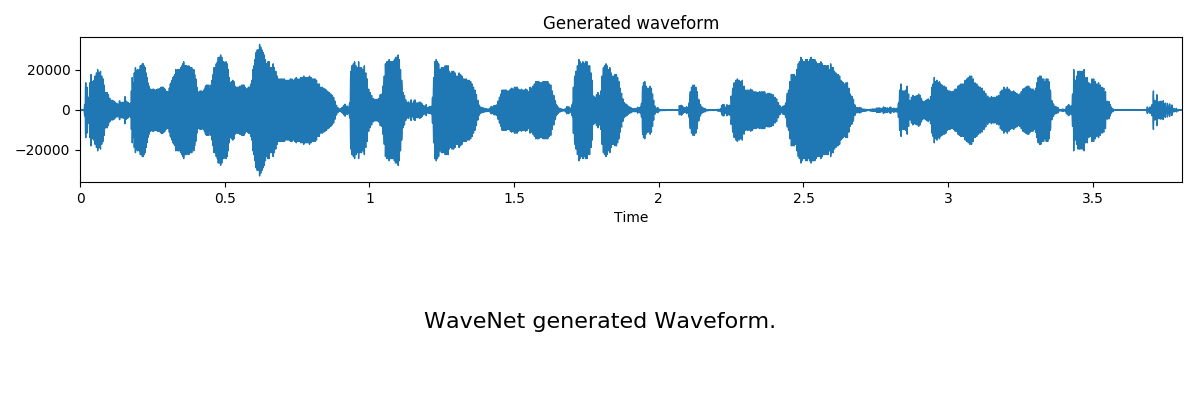 Generated waveform
20000
0
−20000
0 0.5 1 1.5 2 2.5 3 3.5
Time
WaveNet generated Waveform.